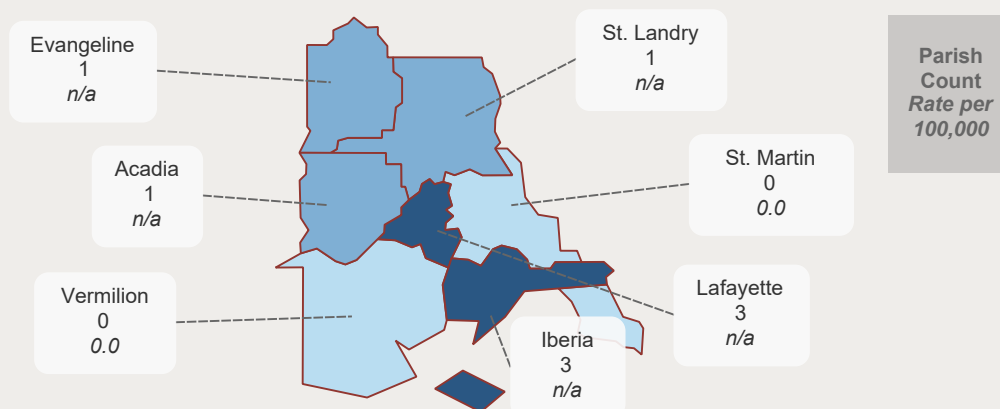 Evangeline
1
n/a
St. Landry
1
n/a
Parish
Count
Rate per
100,000
Acadia
1
n/a
St. Martin
0
0.0
Vermilion
0
0.0
Lafayette
3
n/a
Iberia
3
n/a